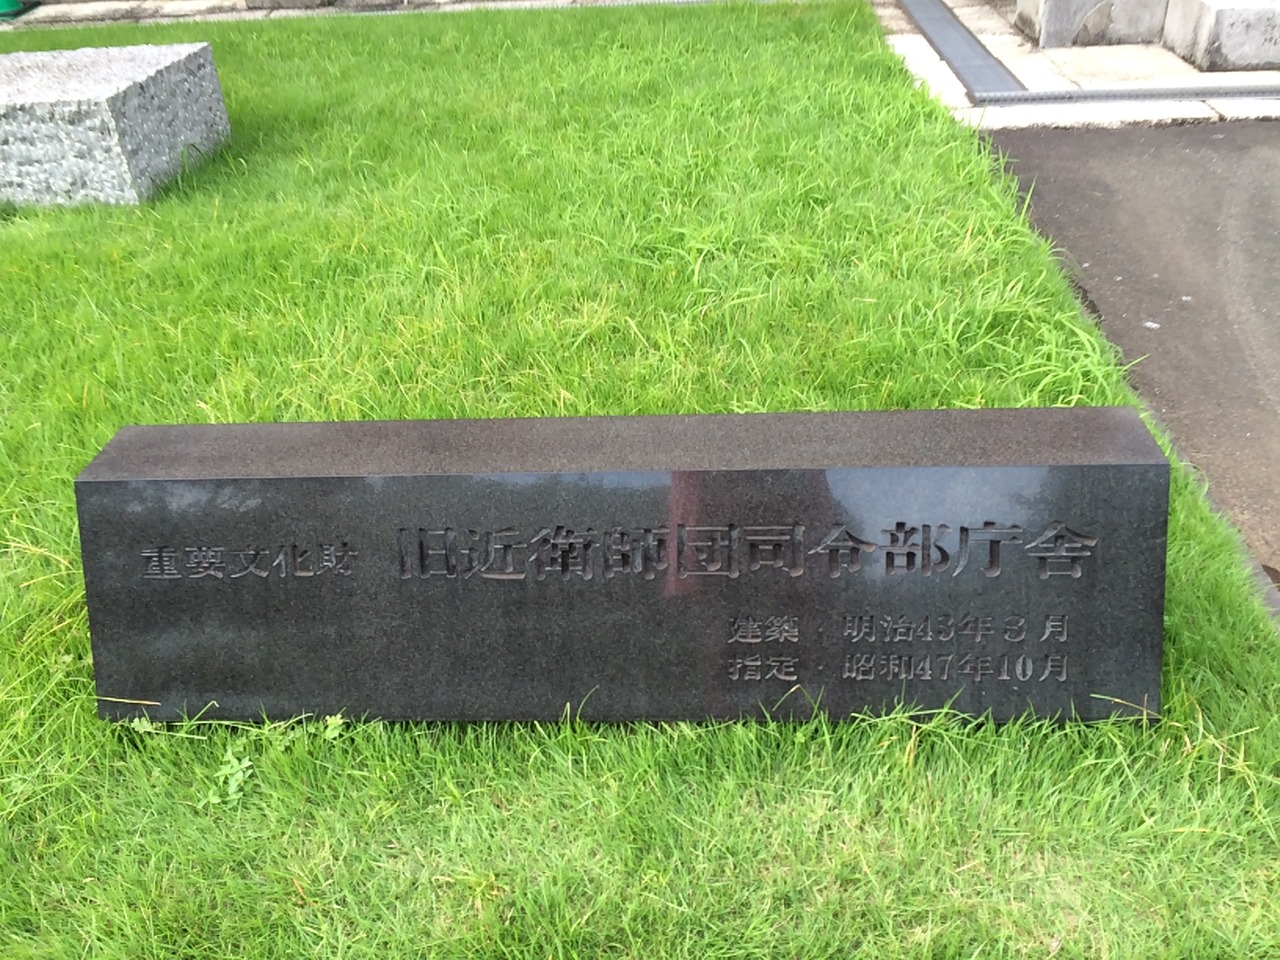 重要文化財 旧近衛師団司令部庁舎
建築・明治43年3月
指定・昭和47年10月